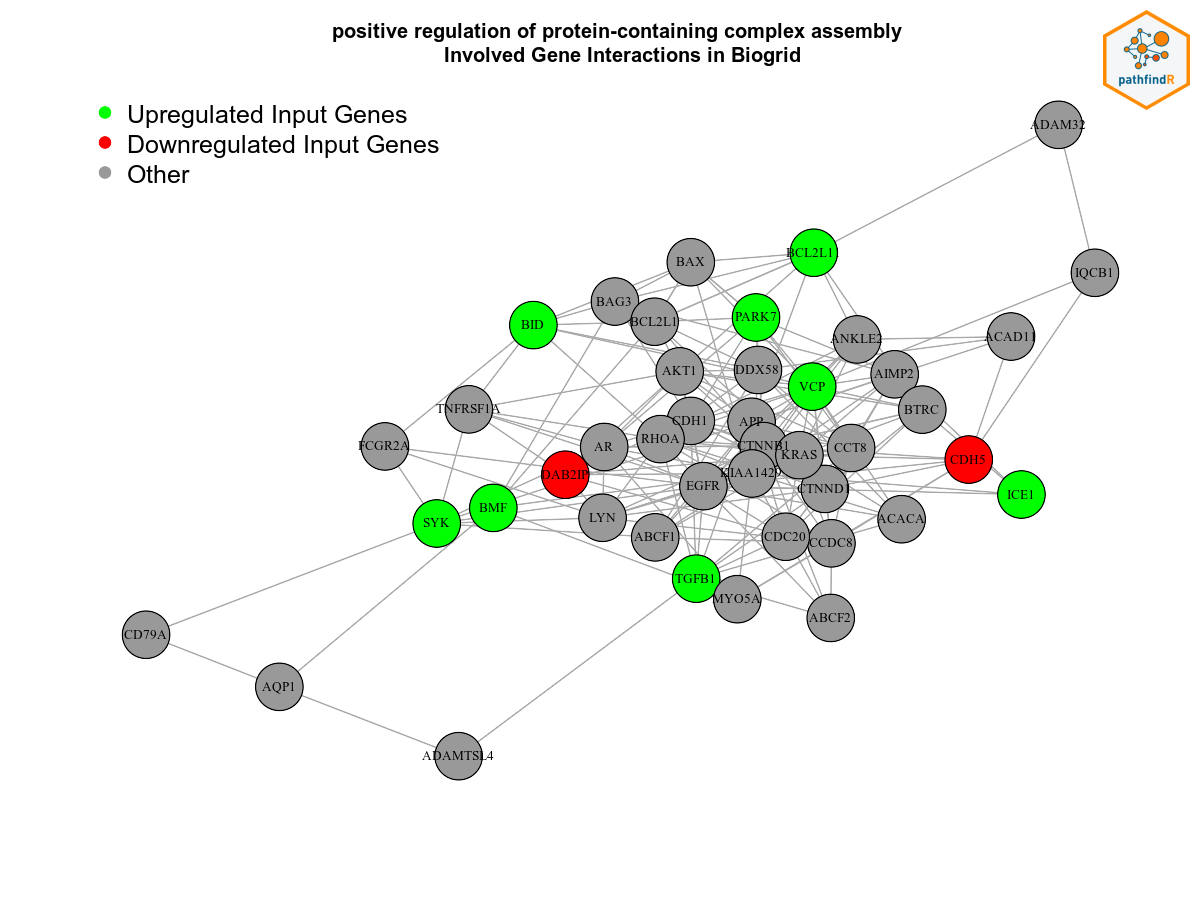 positive regulation of protein-containing complex assembly
Involved Gene Interactions in Biogrid
pathfindR
Upregulated Input Genes
Downregulated Input Genes
Other
ADAM32
BCL2L1
BAX
IQCB1
BAG3
PARK7
BCL2L1
BID
ANKLE2
ACAD11
DDX58
AKT1
AIMP2
VCP
TNFRSF1A
BTRC
CDH1
APP
RHOA
FCGR2A
AR
CTNNB1
CCT8
KRAS
CDH5
DAB2IP
KIAA1429
EGFR
CTNND1
ICE1
BMF
LYN
ACACA
SYK
ABCF1
CDC20
CCDC8
TGFB1
MYO5A
ABCF2
CD79A
AQP1
ADAMTSL4